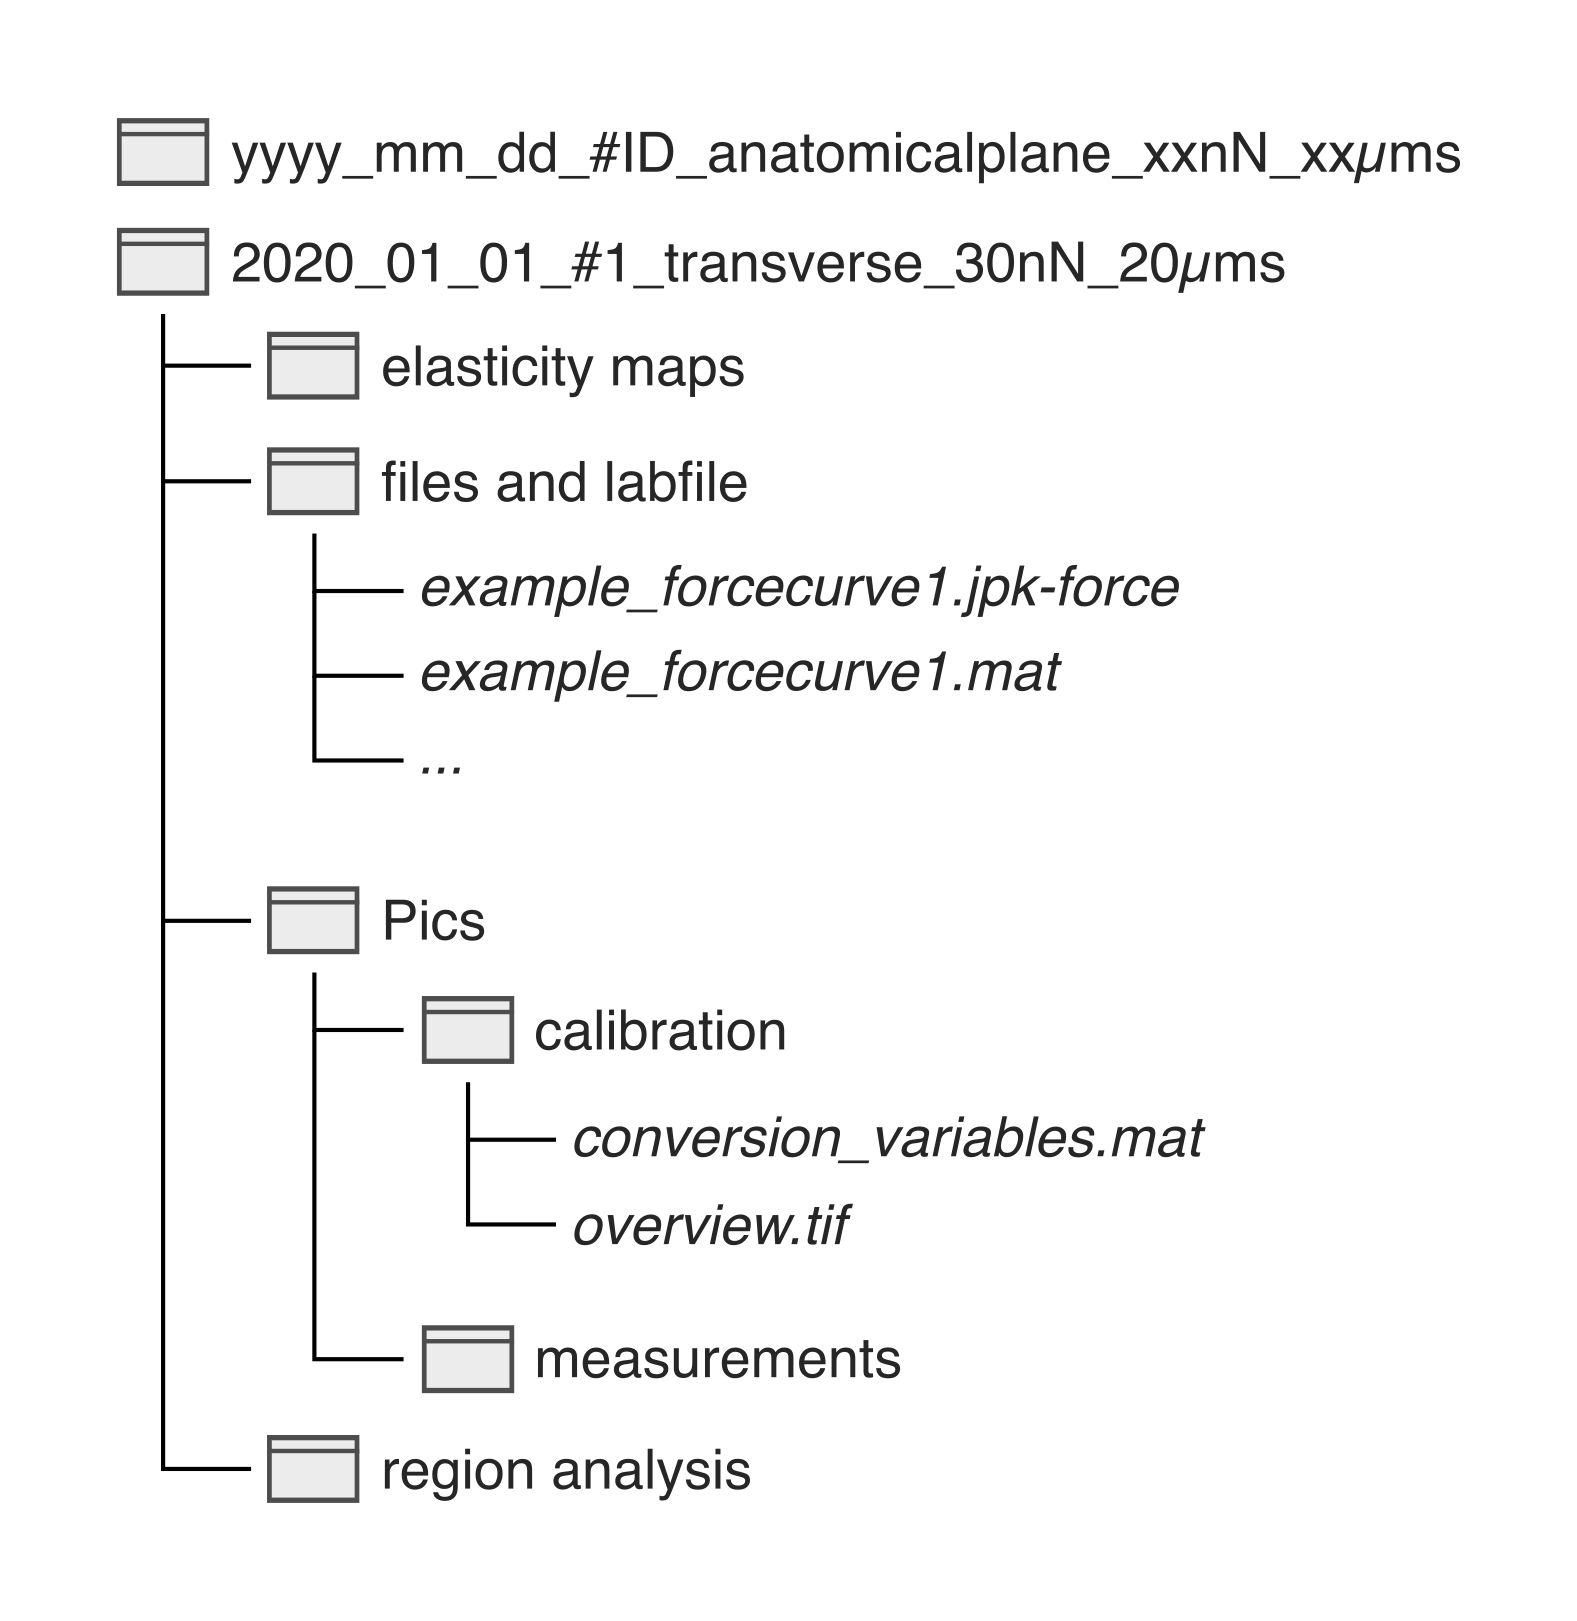 yyyy_mm_dd_#ID_anatomicalplane_xxnN_xxµms
2020_01_01_#1_transverse_30nN_20µms
elasticity maps
files and labfile
example_forcecurve1.jpk-force
example_forcecurve1.mat
...
Pics
calibration
conversion_variables.mat
overview.tif
measurements
region analysis